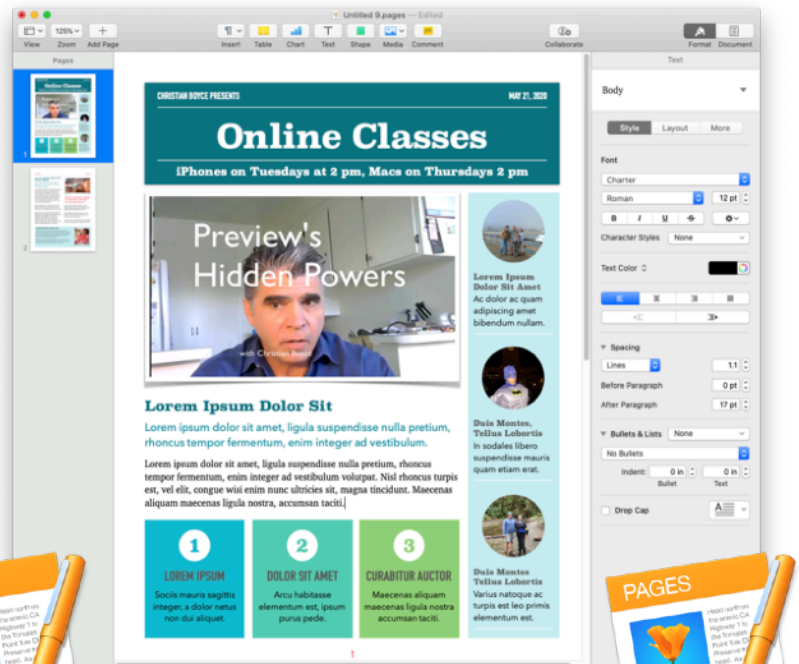 Untitled 9.pages — Edited
125%
View Zoom Add Page Insert Table Chart Text Shape Media Comment Collaborate Format Document
Pages
1
2
CHRISTIAN BOYCE PRESENTS
MAY 21, 2020
Online Classes
iPhones on Tuesdays at 2 pm, Macs on Thursdays 2 pm
Preview's
Hidden Powers
with Christian Boyce
Lorem Ipsum Dolor Sit
Lorem ipsum dolor sit amet, ligula suspendisse nulla pretium,
rhoncus tempor fermentum, enim integer ad vestibulum.
Lorem ipsum dolor sit amet, ligula suspendisse nulla pretium, rhoncus
tempor fermentum, enim integer ad vestibulum volutpat. Nisl rhoncus turpis
est, vel elit, congue wisi enim nunc ultricies sit, magna tincidunt. Maecenas
aliquam maecenas ligula nostra, accumsan taciti.
1
LOREM IPSUM
Sociis mauris sagittis
integer, a dolor netus
non dui aliquet.
2
DOLOR SIT AMET
Arcu habitasse
elementum est, ipsum
purus pede.
3
CURABITUR AUCTOR
Maecenas aliquam
maecenas ligula nostra
accumsan taciti.
Lorem Ipsum
Dolor Sit Amet
Ac dolor ac quam
adipiscing amet
bibendum nullam.
Duis Montes,
Tellus Lobortis
In sodales libero
suspendisse mauris
quam etiam erat.
Duis Montes
Tellus Lobortis
Varius natoque ac
turpis est leo primis
elementum est.
1
Text
Body
Style Layout More
Font
Charter
Roman 12 pt
B I U S
Character Styles None
Text Color
Spacing
Lines 1.1
Before Paragraph 0 pt
After Paragraph 17 pt
Bullets & Lists None
No Bullets
Indent: 0 in 0 in
Bullet Text
Drop Cap
PAGES